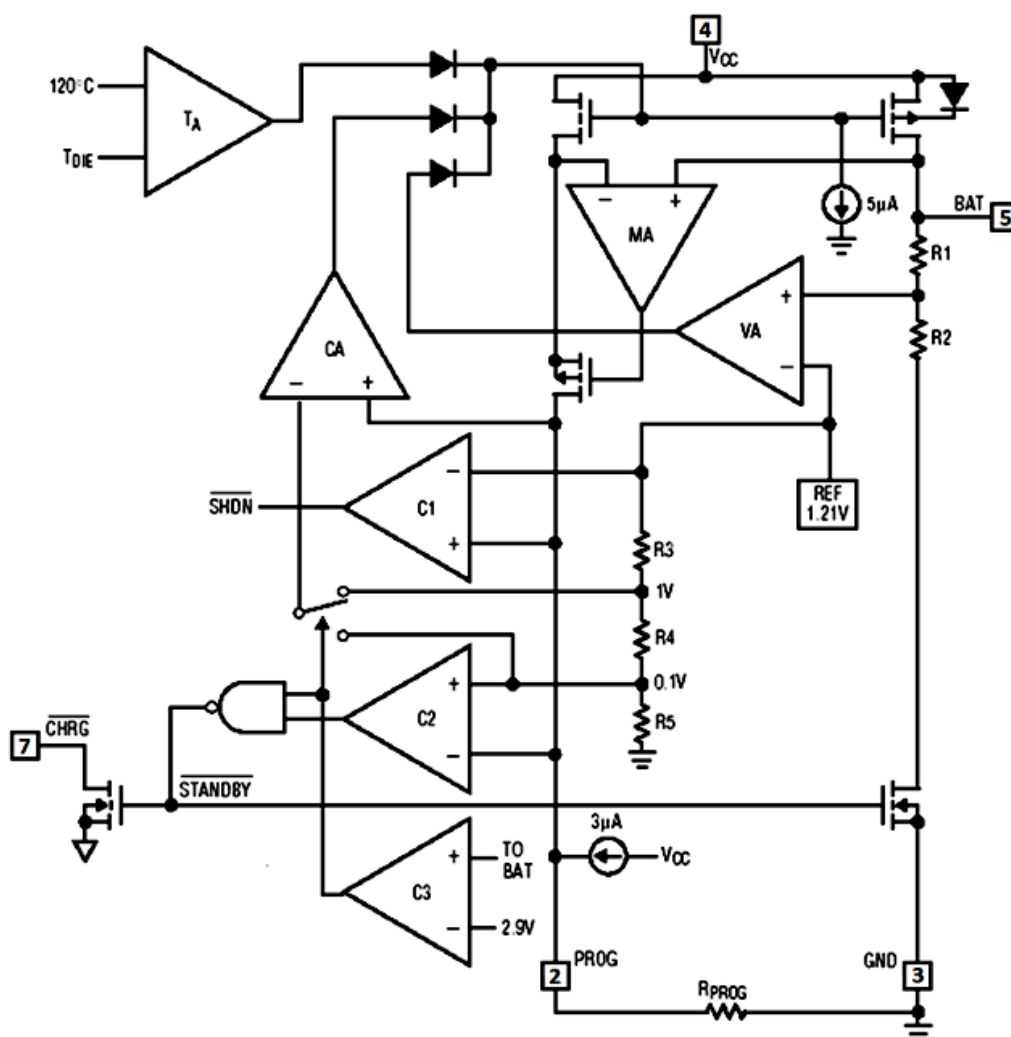 4
VCC
120°C
TA
TDIE
− +
MA
5µA
BAT
5
R1
+
VA
−
R2
CA
− +
REF
1.21V
SHDN
−
C1
+
R3
1V
R4
+
C2
−
0.1V
R5
CHRG
7
STANDBY
3µA
VCC
+
TO
BAT
C3
−
2.9V
2
PROG
RPROG
GND
3